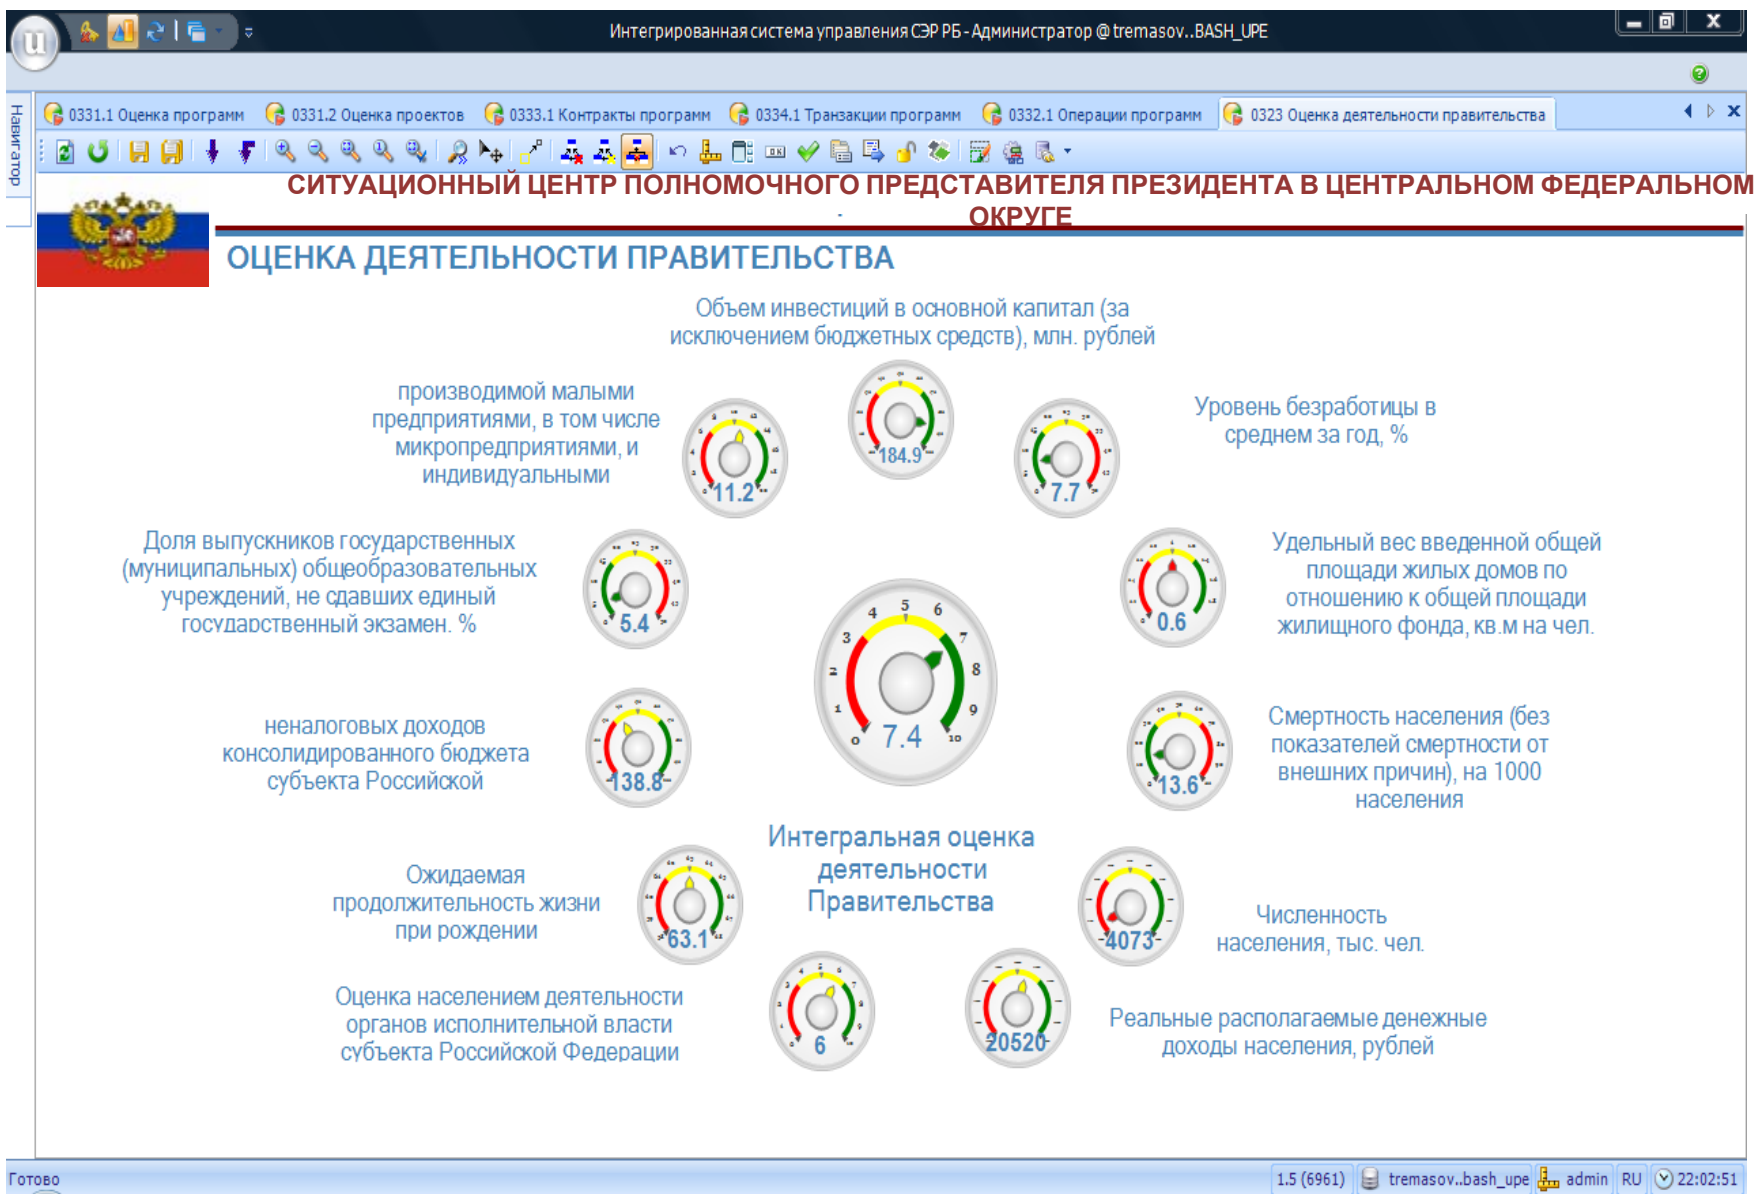 Интегрированная система управления СЭР РБ - Администратор @ tremasov..BASH_UPE
Навигатор
0331.1 Оценка программ
0331.2 Оценка проектов
0333.1 Контракты программ
0334.1 Транзакции программ
0332.1 Операции программ
0323 Оценка деятельности правительства
СИТУАЦИОННЫЙ ЦЕНТР ПОЛНОМОЧНОГО ПРЕДСТАВИТЕЛЯ ПРЕЗИДЕНТА В ЦЕНТРАЛЬНОМ ФЕДЕРАЛЬНОМ
ОКРУГЕ
ОЦЕНКА ДЕЯТЕЛЬНОСТИ ПРАВИТЕЛЬСТВА
Объем инвестиций в основной капитал (за
исключением бюджетных средств), млн. рублей
184.9
производимой малыми
предприятиями, в том числе
микропредприятиями, и
индивидуальными
11.2
Уровень безработицы в
среднем за год, %
7.7
Доля выпускников государственных
(муниципальных) общеобразовательных
учреждений, не сдавших единый
государственный экзамен. %
5.4
Удельный вес введенной общей
площади жилых домов по
отношению к общей площади
жилищного фонда, кв.м на чел.
0.6
0 1 2 3 4 5 6 7 8 9 10
7.4
Интегральная оценка
деятельности
Правительства
неналоговых доходов
консолидированного бюджета
субъекта Российской
138.8
Смертность населения (без
показателей смертности от
внешних причин), на 1000
населения
13.6
Ожидаемая
продолжительность жизни
при рождении
63.1
Численность
населения, тыс. чел.
4073
Оценка населением деятельности
органов исполнительной власти
субъекта Российской Федерации
6
Реальные располагаемые денежные
доходы населения, рублей
20520
Готово
1.5 (6961)
tremasov..bash_upe
admin
RU
22:02:51